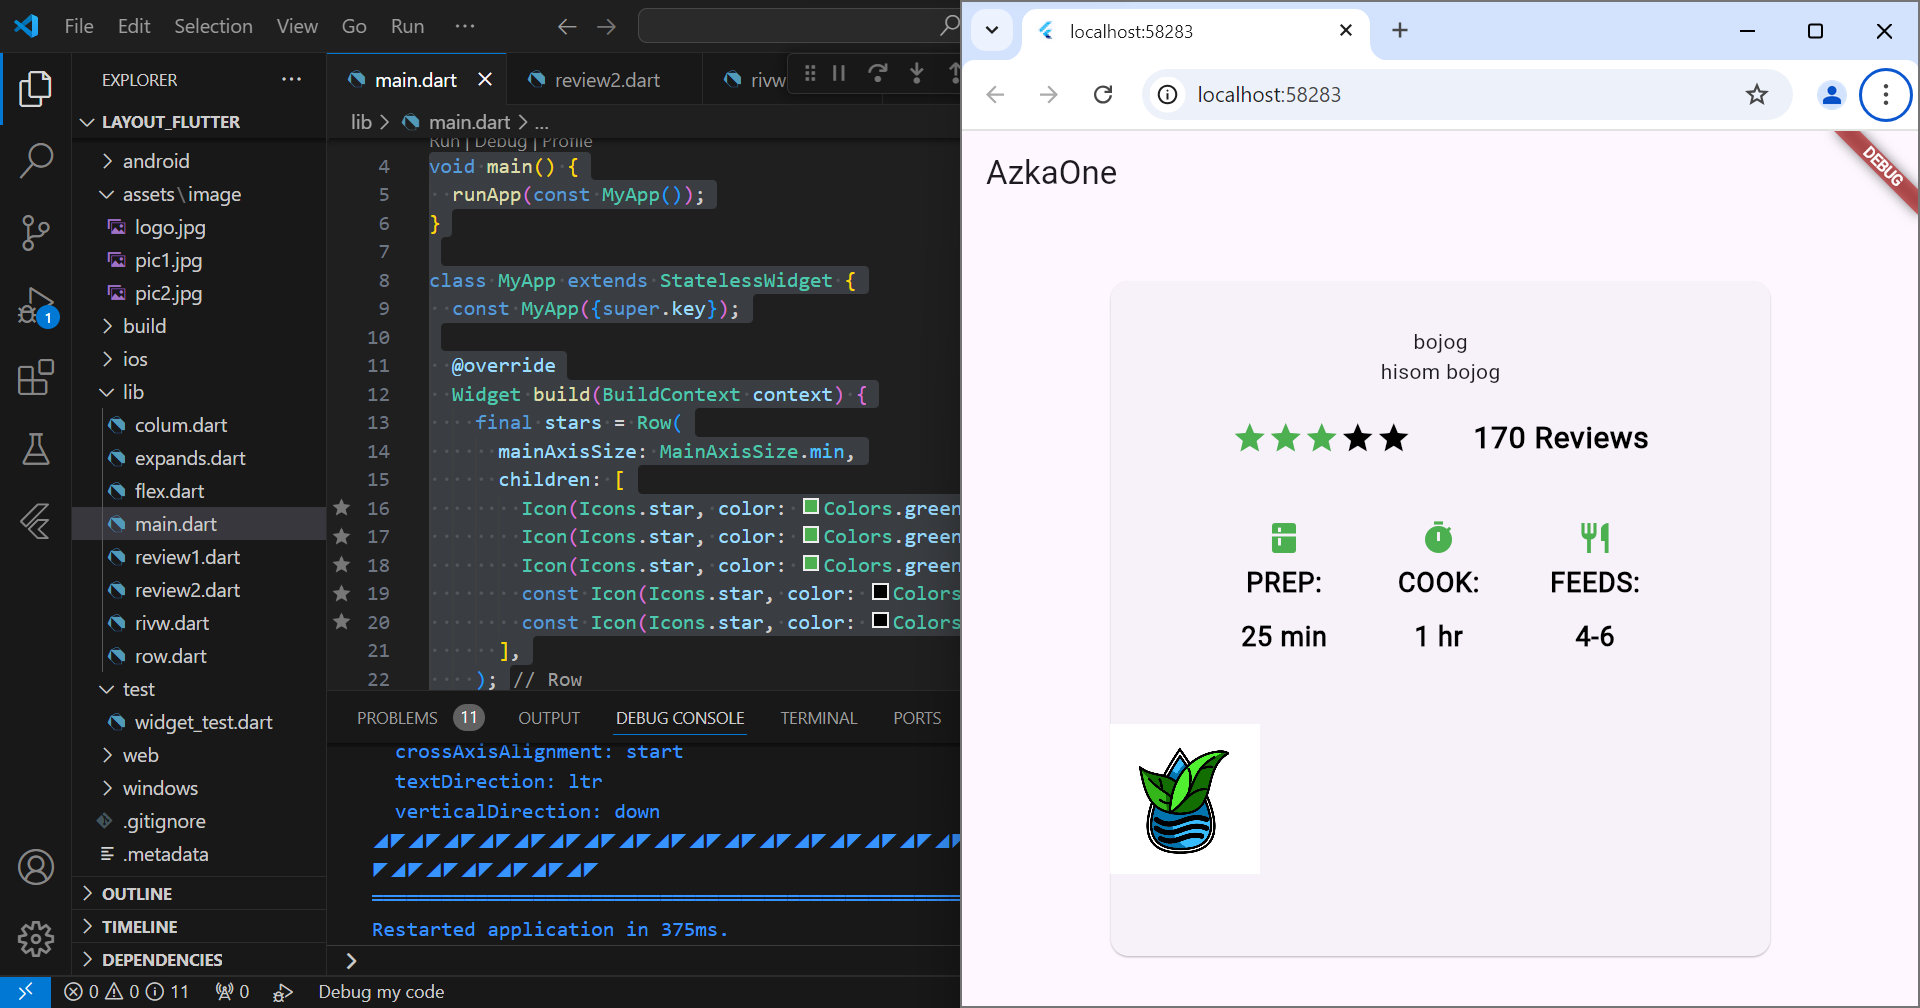 File Edit Selection View Go Run ···
EXPLORER ···
LAYOUT_FLUTTER
android
assets\image
logo.jpg
pic1.jpg
pic2.jpg
build
ios
lib
colum.dart
expands.dart
flex.dart
main.dart
review1.dart
review2.dart
rivw.dart
row.dart
test
widget_test.dart
web
windows
.gitignore
.metadata
OUTLINE
TIMELINE
DEPENDENCIES
main.dart review2.dart rivw
lib > main.dart > ...
Run | Debug | Profile
4 void main() {
5 runApp(const MyApp());
6 }
7
8 class MyApp extends StatelessWidget {
9 const MyApp({super.key});
10
11 @override
12 Widget build(BuildContext context) {
13 final stars = Row(
14 mainAxisSize: MainAxisSize.min,
15 children: [
16 Icon(Icons.star, color: Colors.green
17 Icon(Icons.star, color: Colors.green
18 Icon(Icons.star, color: Colors.green
19 const Icon(Icons.star, color: Colors
20 const Icon(Icons.star, color: Colors
21 ],
22 ); // Row
PROBLEMS 11 OUTPUT DEBUG CONSOLE TERMINAL PORTS
crossAxisAlignment: start
textDirection: ltr
verticalDirection: down
Restarted application in 375ms.
>
1
0 0 11 0 Debug my code
localhost:58283
localhost:58283
AzkaOne
DEBUG
bojog
hisom bojog
170 Reviews
PREP: COOK: FEEDS:
25 min 1 hr 4-6